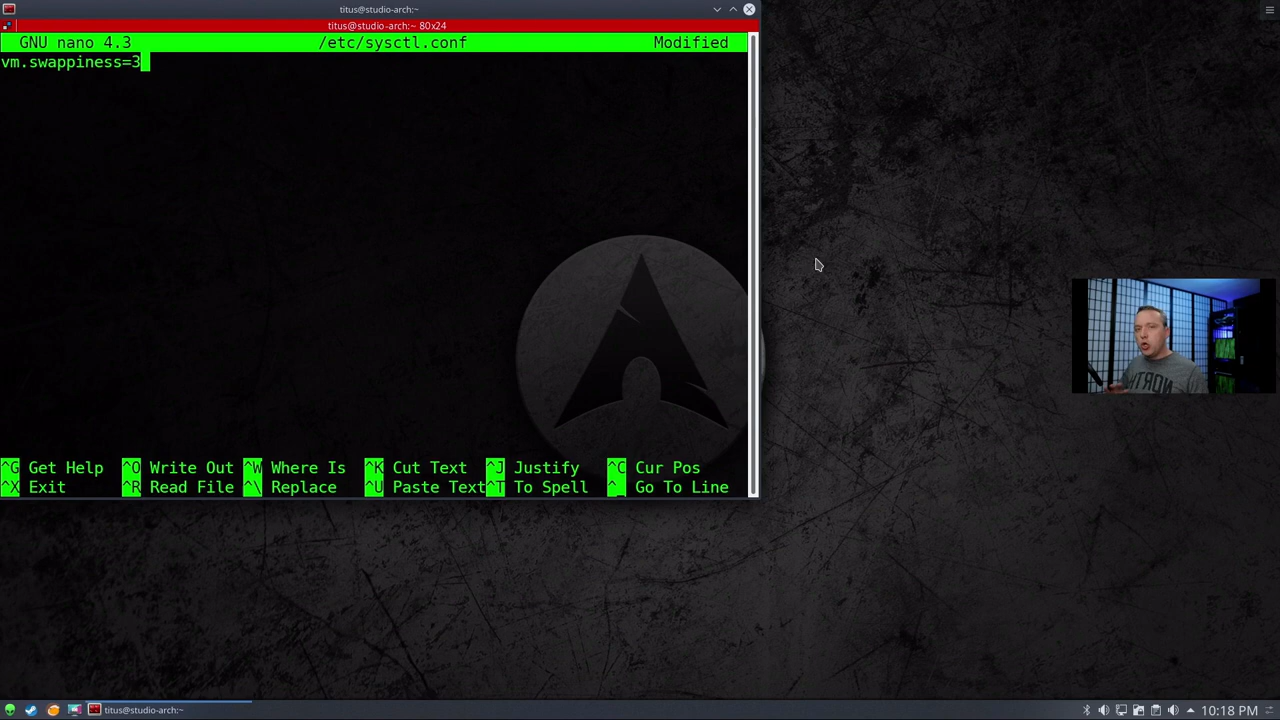 titus@studio-arch:~
titus@studio-arch:~ 80x24
GNU nano 4.3 /etc/sysctl.conf Modified
vm.swappiness=3
^G Get Help ^O Write Out ^W Where Is ^K Cut Text ^J Justify ^C Cur Pos
^X Exit ^R Read File ^\ Replace ^U Paste Text ^T To Spell ^_ Go To Line
NORTH
titus@studio-arch:~
10:18 PM